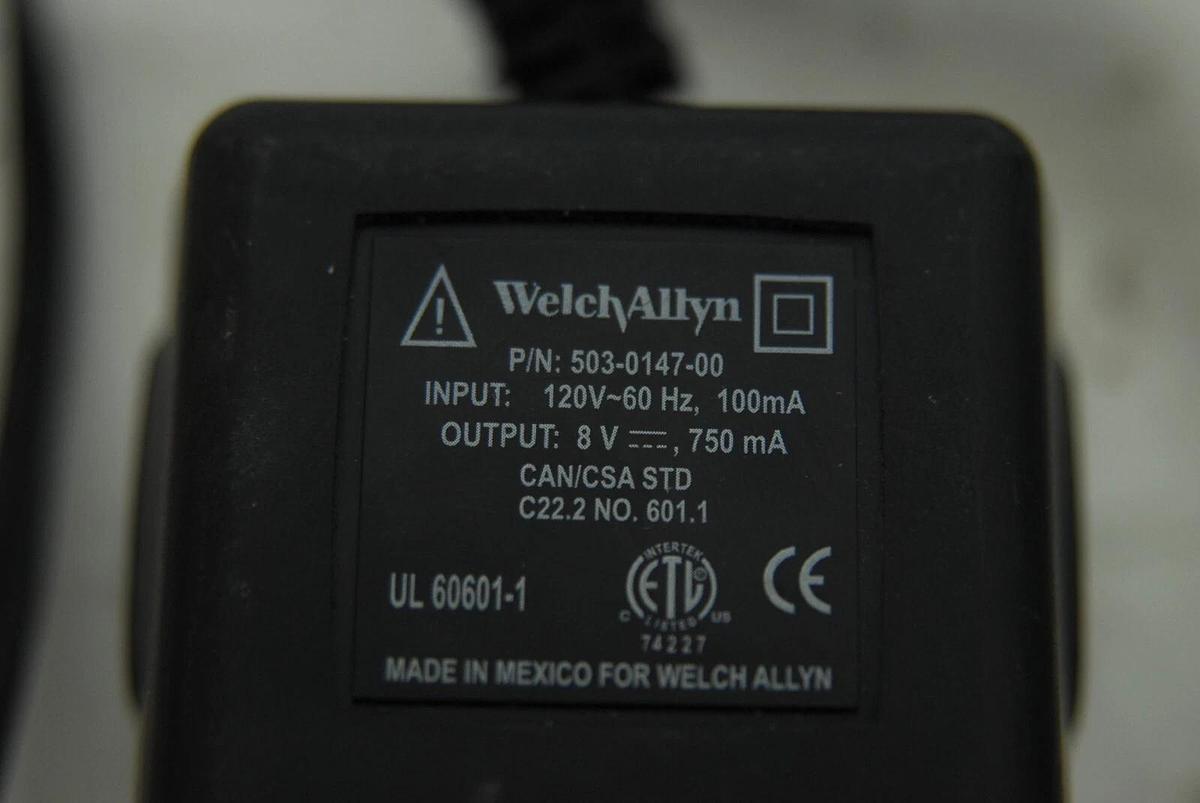 WelchAllyn
P/N: 503-0147-00
INPUT: 120V~60 Hz, 100mA
OUTPUT: 8 V ⎓, 750 mA
CAN/CSA STD
C22.2 NO. 601.1
UL 60601-1
INTERTEK
ETL
C LISTED US
74227
CE
MADE IN MEXICO FOR WELCH ALLYN